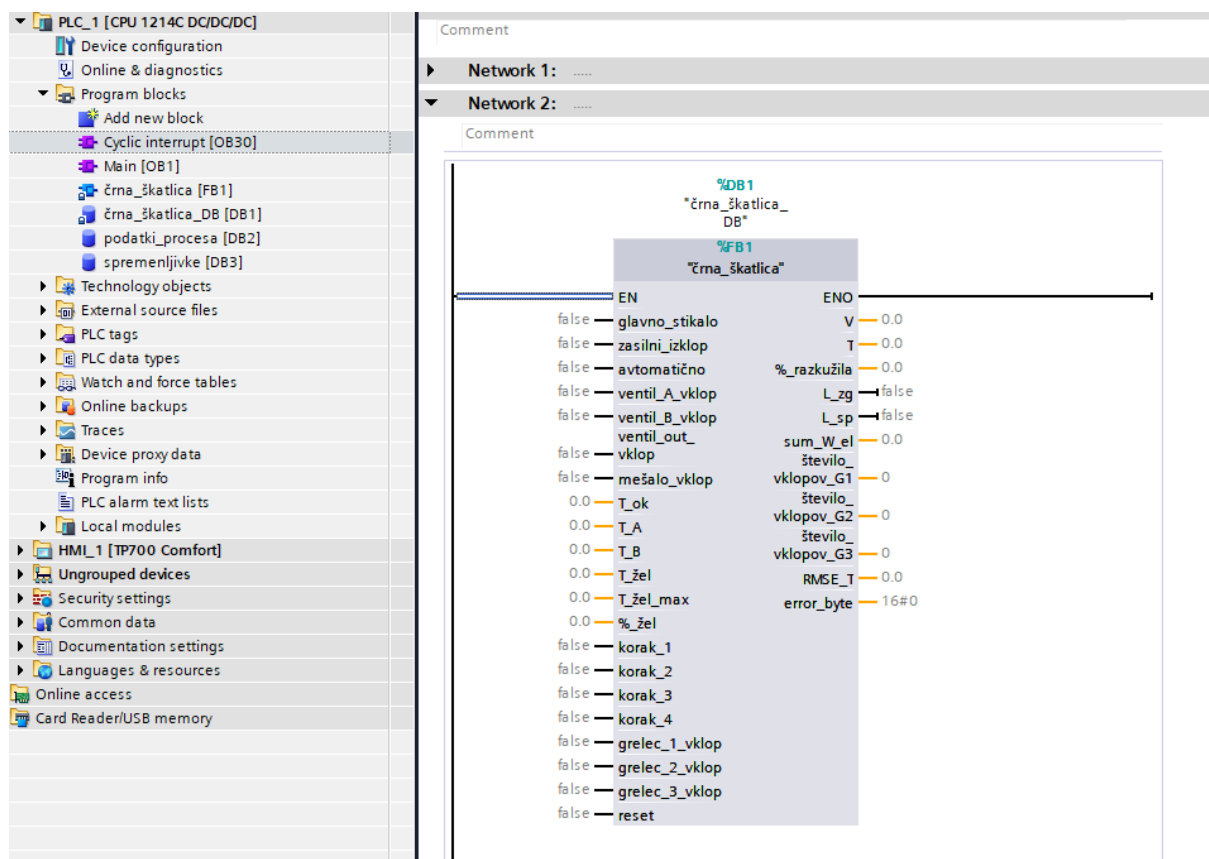 PLC_1 [CPU 1214C DC/DC/DC]
Device configuration
Online & diagnostics
Program blocks
Add new block
Cyclic interrupt [OB30]
Main [OB1]
črna_škatlica [FB1]
črna_škatlica_DB [DB1]
podatki_procesa [DB2]
spremenljivke [DB3]
Technology objects
External source files
PLC tags
PLC data types
Watch and force tables
Online backups
Traces
Device proxy data
Program info
PLC alarm text lists
Local modules
HMI_1 [TP700 Comfort]
Ungrouped devices
Security settings
Common data
Documentation settings
Languages & resources
Online access
Card Reader/USB memory
Comment
Network 1: .....
Network 2: .....
Comment
%DB1
"črna_škatlica_
DB"
%FB1
"črna_škatlica"
EN ENO
false glavno_stikalo V 0.0
false zasilni_izklop T 0.0
false avtomatično %_razkužila 0.0
false ventil_A_vklop L_zg false
false ventil_B_vklop L_sp false
ventil_out_
false vklop
sum_W_el 0.0
false mešalo_vklop
število_
vklopov_G1 0
število_
vklopov_G2 0
število_
vklopov_G3 0
RMSE_T 0.0
error_byte 16#0
0.0 T_ok
0.0 T_A
0.0 T_B
0.0 T_žel
0.0 T_žel_max
0.0 %_žel
false korak_1
false korak_2
false korak_3
false korak_4
false grelec_1_vklop
false grelec_2_vklop
false grelec_3_vklop
false reset